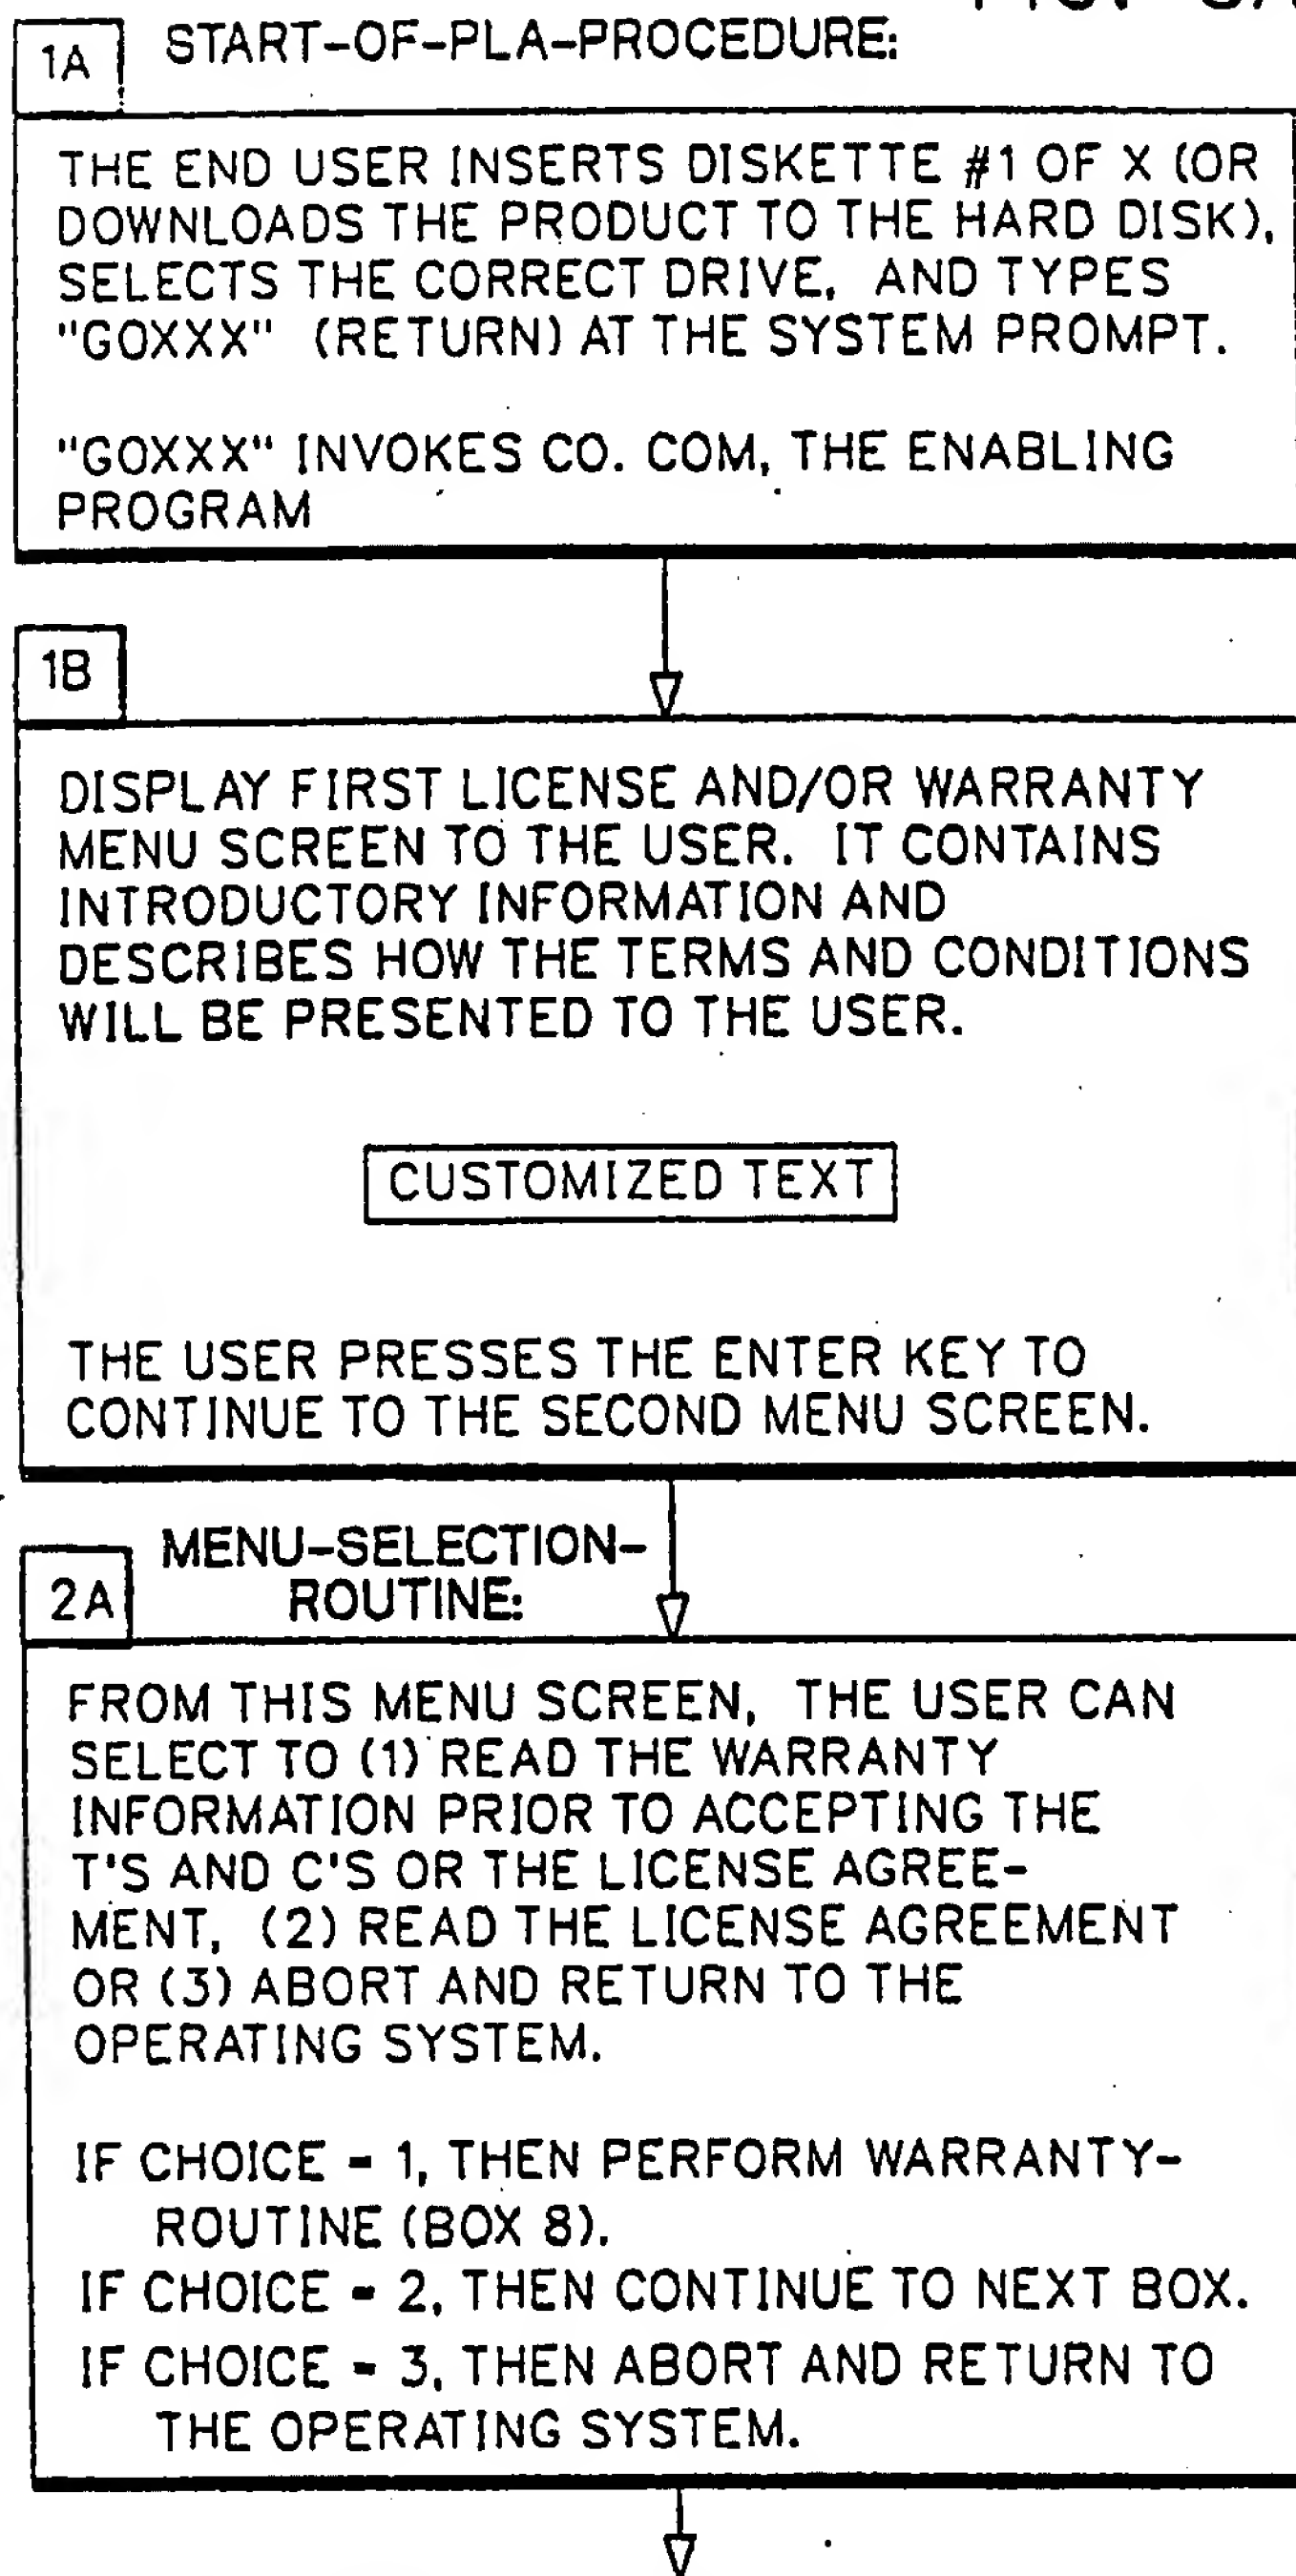 1A START-OF-PLA-PROCEDURE:
THE END USER INSERTS DISKETTE #1 OF X (OR
DOWNLOADS THE PRODUCT TO THE HARD DISK),
SELECTS THE CORRECT DRIVE, AND TYPES
"GOXXX" (RETURN) AT THE SYSTEM PROMPT.
"GOXXX" INVOKES CO. COM, THE ENABLING
PROGRAM
1B
DISPLAY FIRST LICENSE AND/OR WARRANTY
MENU SCREEN TO THE USER. IT CONTAINS
INTRODUCTORY INFORMATION AND
DESCRIBES HOW THE TERMS AND CONDITIONS
WILL BE PRESENTED TO THE USER.
CUSTOMIZED TEXT
THE USER PRESSES THE ENTER KEY TO
CONTINUE TO THE SECOND MENU SCREEN.
2A MENU-SELECTION-
ROUTINE:
FROM THIS MENU SCREEN, THE USER CAN
SELECT TO (1) READ THE WARRANTY
INFORMATION PRIOR TO ACCEPTING THE
T'S AND C'S OR THE LICENSE AGREE-
MENT, (2) READ THE LICENSE AGREEMENT
OR (3) ABORT AND RETURN TO THE
OPERATING SYSTEM.
IF CHOICE = 1, THEN PERFORM WARRANTY-
ROUTINE (BOX 8).
IF CHOICE = 2, THEN CONTINUE TO NEXT BOX.
IF CHOICE = 3, THEN ABORT AND RETURN TO
THE OPERATING SYSTEM.